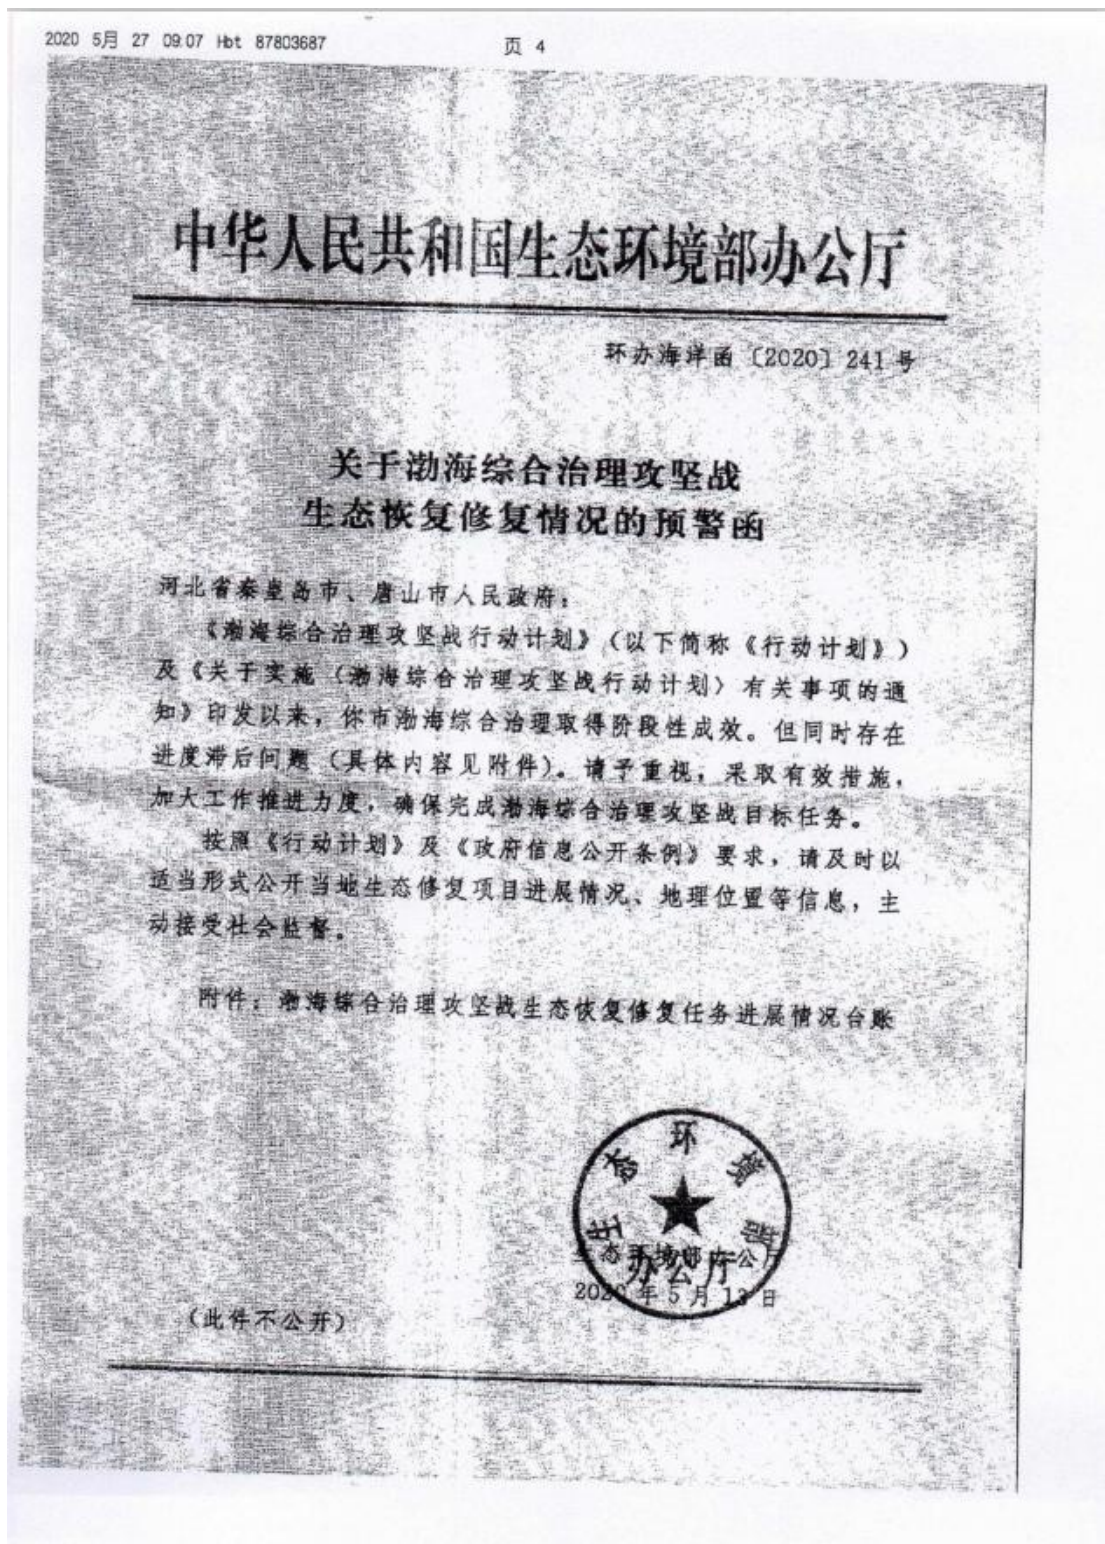 2020 5月 27 09:07 Hbt 87803687 页 4
中华人民共和国生态环境部办公厅
环办海洋函〔2020〕241号
关于渤海综合治理攻坚战
生态恢复修复情况的预警函
河北省秦皇岛市、唐山市人民政府：
《渤海综合治理攻坚战行动计划》（以下简称《行动计划》）
及《关于实施〈渤海综合治理攻坚战行动计划〉有关事项的通
知》印发以来，你市渤海综合治理取得阶段性成效。但同时存在
进度滞后问题（具体内容见附件）。请予重视，采取有效措施，
加大工作推进力度，确保完成渤海综合治理攻坚战目标任务。
按照《行动计划》及《政府信息公开条例》要求，请及时以
适当形式公开当地生态修复项目进展情况、地理位置等信息，主
动接受社会监督。
附件：渤海综合治理攻坚战生态恢复修复任务进展情况台账
生态环境部
办公厅
生态环境部办公厅
2020年5月13日
（此件不公开）